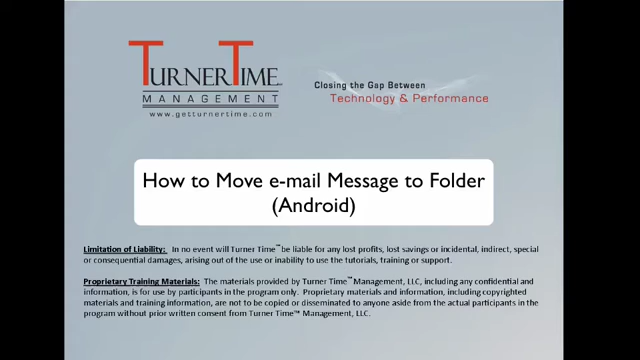 TURNERTIME
MANAGEMENT
www.getturnertime.com
Closing the Gap Between
Technology & Performance
How to Move e-mail Message to Folder
(Android)
Limitation of Liability: In no event will Turner Time™ be liable for any lost profits, lost savings or incidental, indirect, special
or consequential damages, arising out of the use or inability to use the tutorials, training or support.
Proprietary Training Materials: The materials provided by Turner Time™ Management, LLC, including any confidential and
information, is for use by participants in the program only. Proprietary materials and information, including copyrighted
materials and training information, are not to be copied or disseminated to anyone aside from the actual participants in the
program without prior written consent from Turner Time™ Management, LLC.